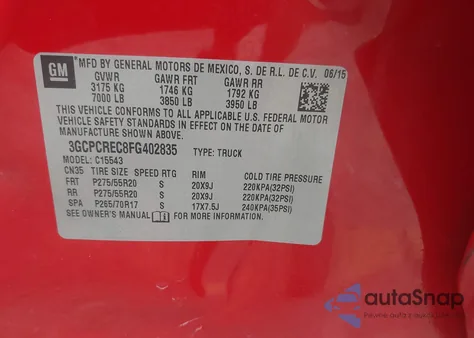 GM
MFD BY GENERAL MOTORS DE MEXICO, S. DE R.L. DE C.V. 06/15
GVWR GAWR FRT GAWR RR
3175 KG 1746 KG 1792 KG
7000 LB 3850 LB 3950 LB
THIS VEHICLE CONFORMS TO ALL APPLICABLE U.S. FEDERAL MOTOR
VEHICLE SAFETY STANDARDS IN EFFECT ON THE DATE OF
MANUFACTURE SHOWN ABOVE.
3GCPCREC8FG402835 TYPE: TRUCK
MODEL: C15543
CN35 TIRE SIZE SPEED RTG RIM COLD TIRE PRESSURE
FRT P275/55R20 S 20X9J 220KPA(32PSI)
RR P275/55R20 S 20X9J 220KPA(32PSI)
SPA P265/70R17 S 17X7.5J 240KPA(35PSI)
SEE OWNER'S MANUAL FOR MORE INFORMATION.
autoSnap